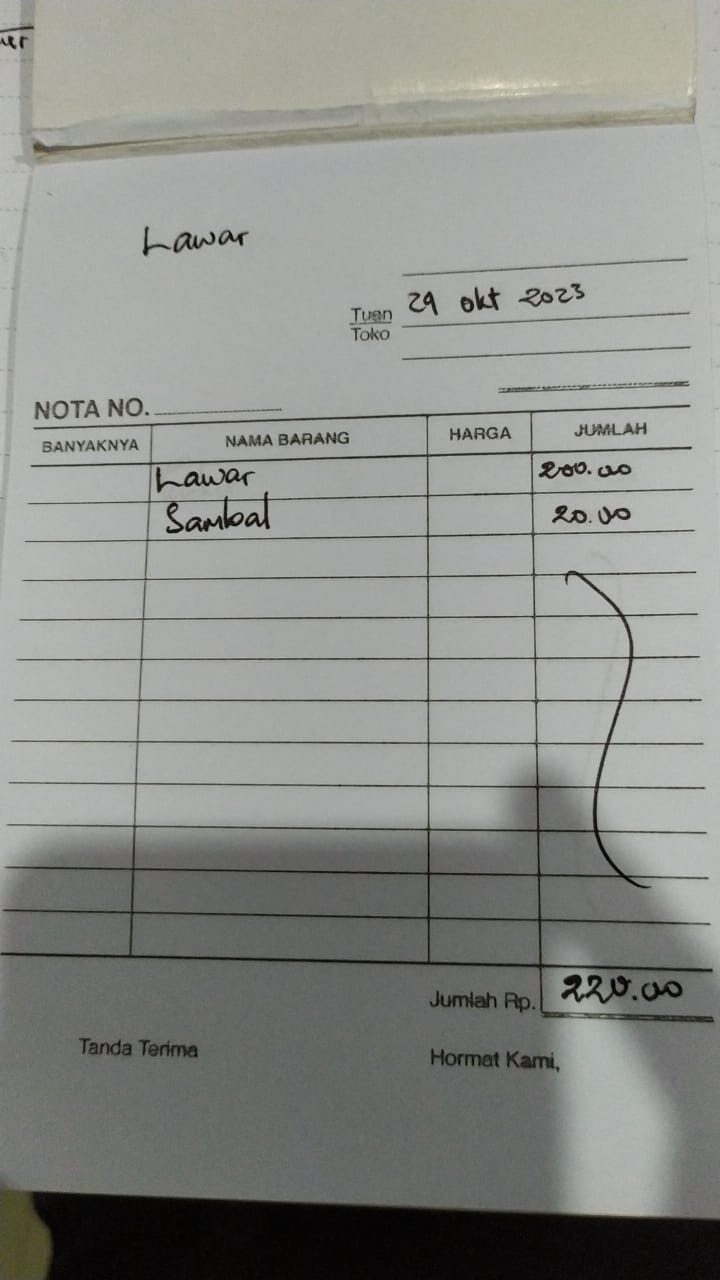 Lawar
29 okt 2023
Tuan
Toko
NOTA NO.
BANYAKNYA NAMA BARANG HARGA JUMLAH
Lawar 200.00
Sambal 20.00
Jumlah Rp. 220.00
Tanda Terima Hormat Kami,